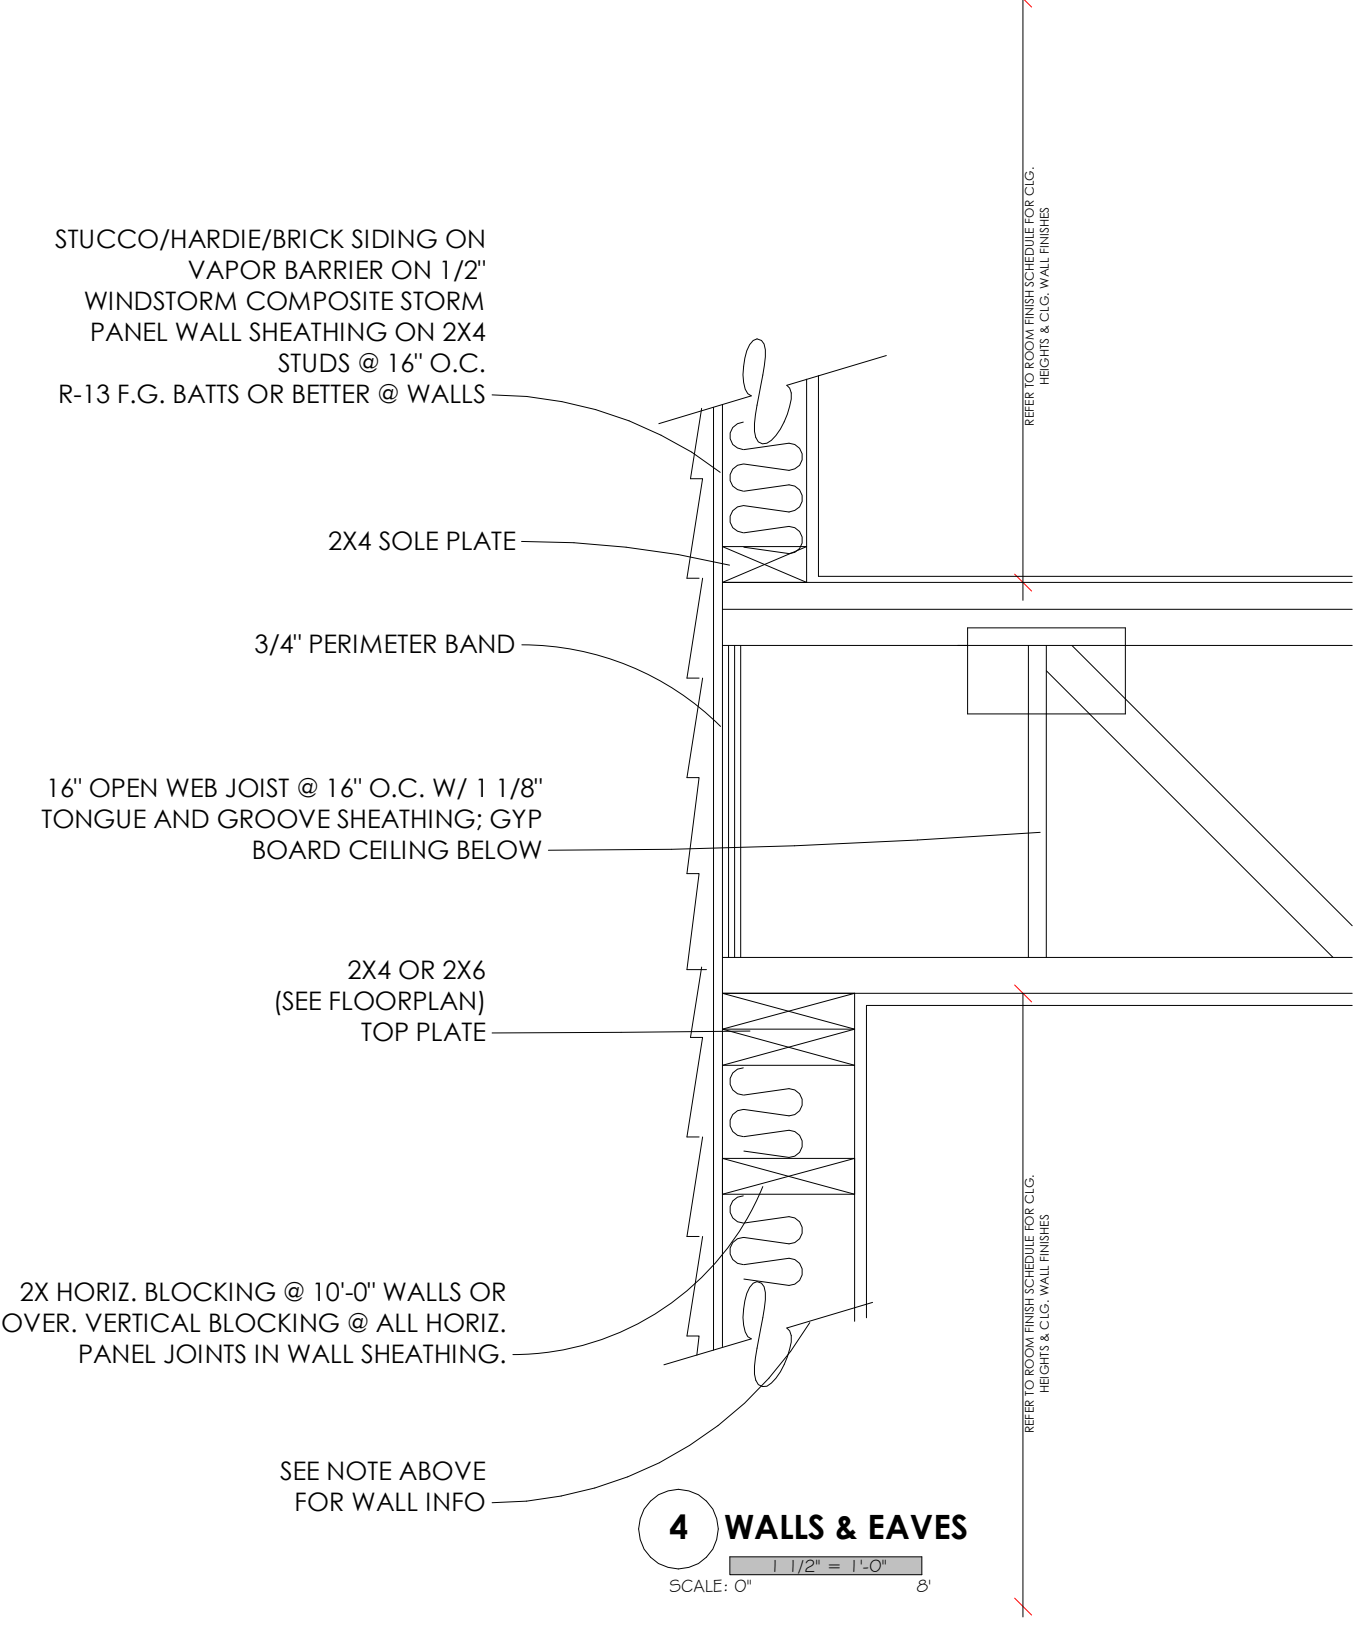 REFER TO ROOM FINISH SCHEDULE FOR CLG.
HEIGHTS & CLG. WALL FINISHES
STUCCO/HARDIE/BRICK SIDING ON
VAPOR BARRIER ON 1/2"
WINDSTORM COMPOSITE STORM
PANEL WALL SHEATHING ON 2X4
STUDS @ 16" O.C.
R-13 F.G. BATTS OR BETTER @ WALLS
2X4 SOLE PLATE
3/4" PERIMETER BAND
16" OPEN WEB JOIST @ 16" O.C. W/ 1 1/8"
TONGUE AND GROOVE SHEATHING; GYP
BOARD CEILING BELOW
2X4 OR 2X6
(SEE FLOORPLAN)
TOP PLATE
REFER TO ROOM FINISH SCHEDULE FOR CLG.
HEIGHTS & CLG. WALL FINISHES
2X HORIZ. BLOCKING @ 10'-0" WALLS OR
OVER. VERTICAL BLOCKING @ ALL HORIZ.
PANEL JOINTS IN WALL SHEATHING.
SEE NOTE ABOVE
FOR WALL INFO
4 WALLS & EAVES
1 1/2" = 1'-0"
SCALE: 0" 8'